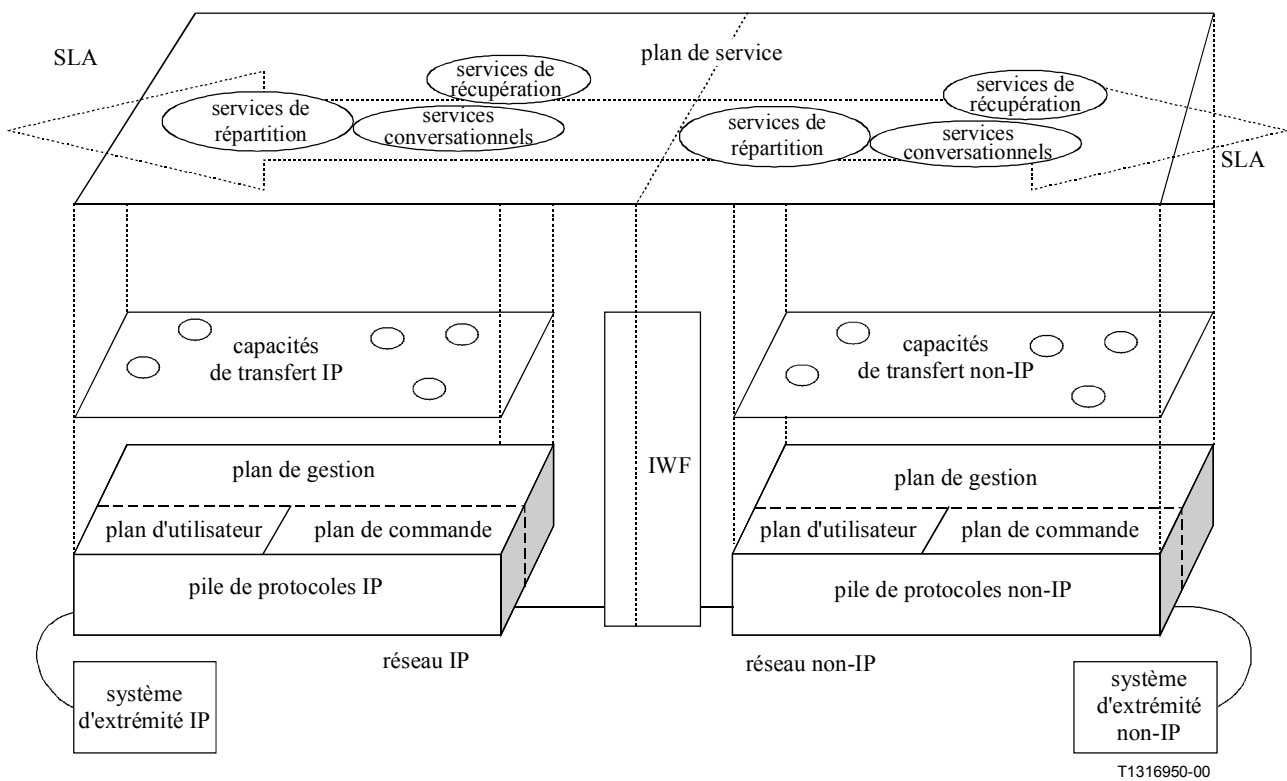 plan de service
SLA
services de
récupération
services de
répartition
services
conversationnels
services de
récupération
services de
répartition
services
conversationnels
SLA
capacités
de transfert IP
capacités
de transfert non-IP
IWF
plan de gestion
plan d'utilisateur
plan de commande
pile de protocoles IP
plan de gestion
plan d'utilisateur
plan de commande
pile de protocoles non-IP
réseau IP
réseau non-IP
système
d'extrémité IP
système
d'extrémité
non-IP
T1316950-00